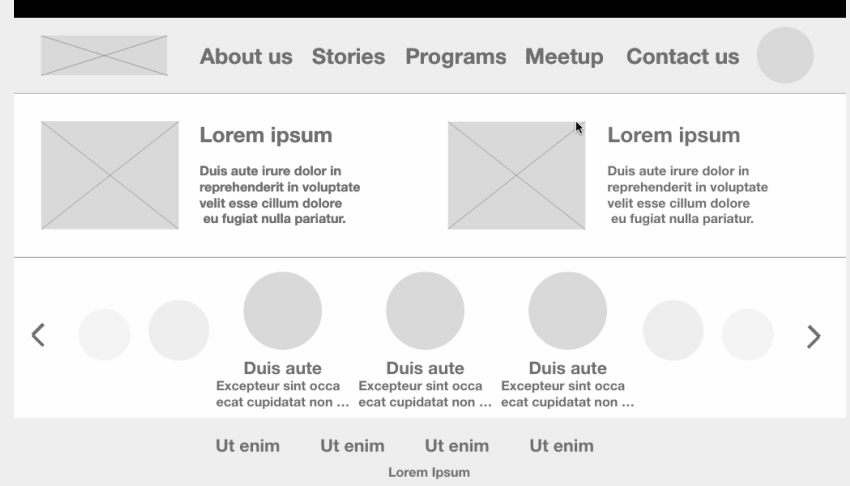 About us Stories Programs Meetup Contact us
Lorem ipsum
Duis aute irure dolor in
reprehenderit in voluptate
velit esse cillum dolore
eu fugiat nulla pariatur.
Lorem ipsum
Duis aute irure dolor in
reprehenderit in voluptate
velit esse cillum dolore
eu fugiat nulla pariatur.
Duis aute
Excepteur sint occa
ecat cupidatat non ...
Duis aute
Excepteur sint occa
ecat cupidatat non ...
Duis aute
Excepteur sint occa
ecat cupidatat non ...
Ut enim Ut enim Ut enim Ut enim
Lorem Ipsum